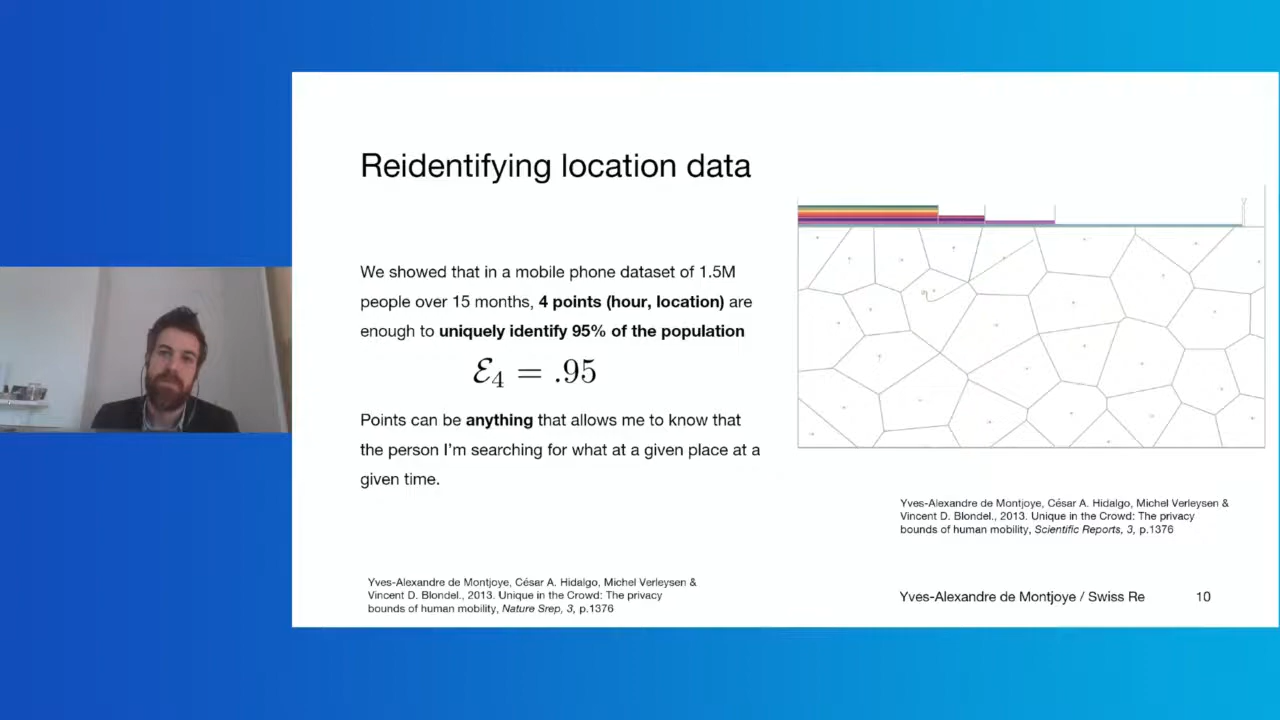 Reidentifying location data
We showed that in a mobile phone dataset of 1.5M
people over 15 months, 4 points (hour, location) are
enough to uniquely identify 95% of the population
ℰ₄ = .95
Points can be anything that allows me to know that
the person I'm searching for what at a given place at a
given time.
Yves-Alexandre de Montjoye, César A. Hidalgo, Michel Verleysen &
Vincent D. Blondel., 2013. Unique in the Crowd: The privacy
bounds of human mobility, Scientific Reports, 3, p.1376
Yves-Alexandre de Montjoye, César A. Hidalgo, Michel Verleysen &
Vincent D. Blondel., 2013. Unique in the Crowd: The privacy
bounds of human mobility, Nature Srep, 3, p.1376
Yves-Alexandre de Montjoye / Swiss Re 10